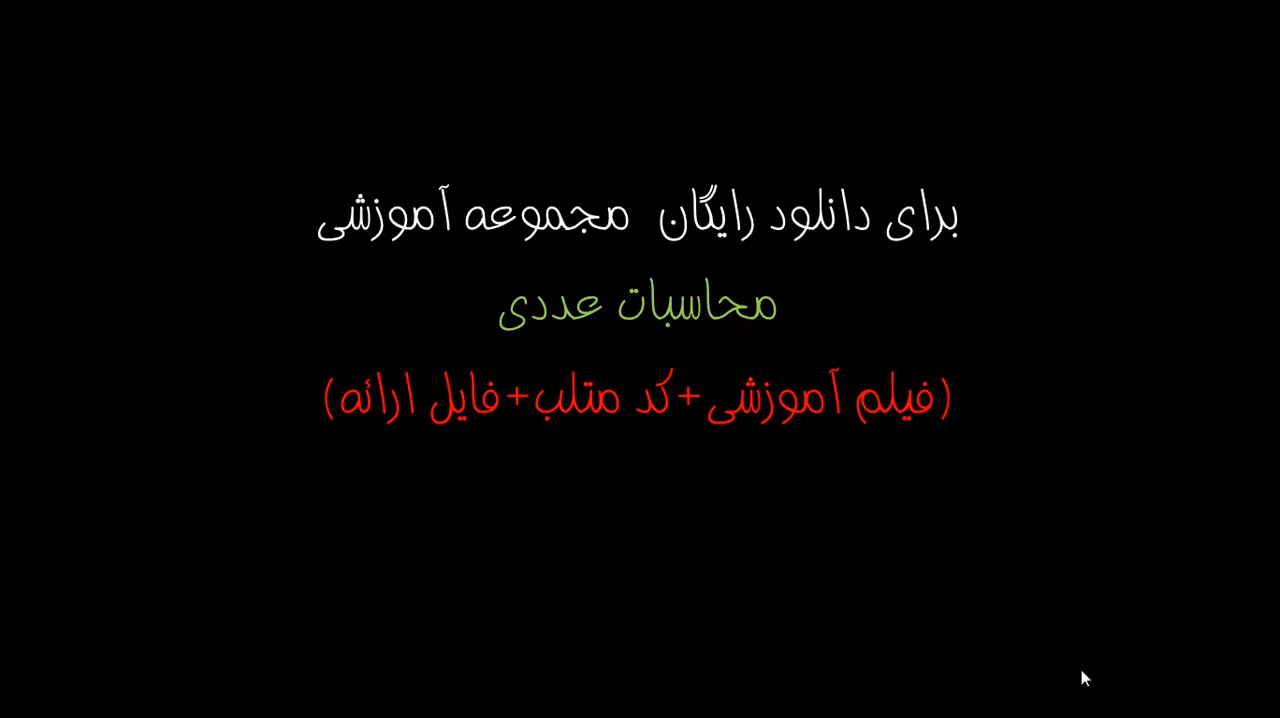 برای دانلود رایگان مجموعه آموزشی
محاسبات عددی
(فیلم آموزشی+کد متلب+فایل ارائه)